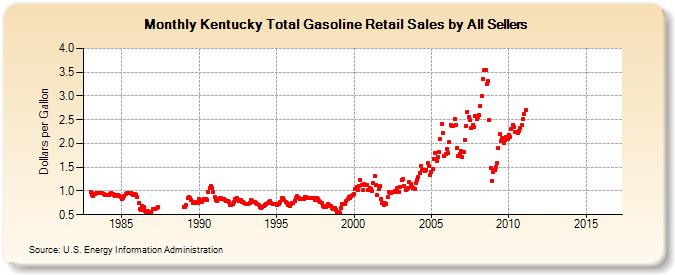 Monthly Kentucky Total Gasoline Retail Sales by All Sellers
Dollars per Gallon
4.0
3.5
3.0
2.5
2.0
1.5
1.0
0.5
1985 1990 1995 2000 2005 2010 2015
Source: U.S. Energy Information Administration